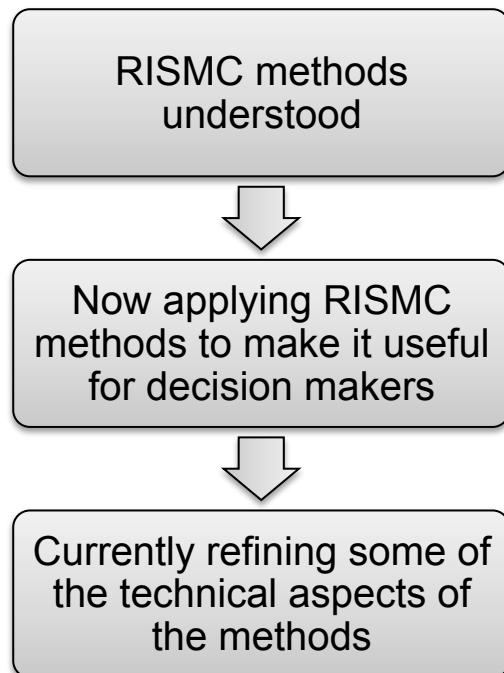 RISMC methods
understood
Now applying RISMC
methods to make it useful
for decision makers
Currently refining some of
the technical aspects of
the methods